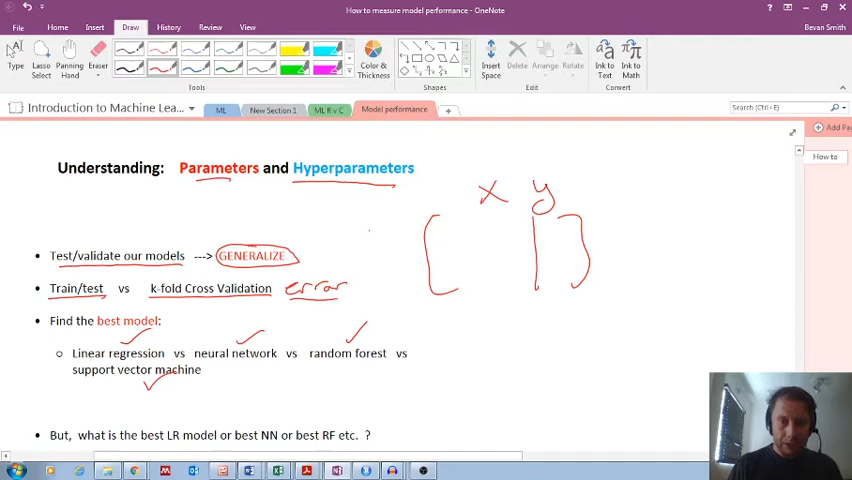 How to measure model performance - OneNote
Bevan Smith
File Home Insert Draw History Review View
Type Lasso Select Panning Hand Eraser Color & Thickness Insert Space Delete Arrange Rotate Ink to Text Ink to Math
Tools Shapes Edit Convert
Introduction to Machine Lea... ML New Section 1 ML R v C Model performance + Search (Ctrl+E)
Add Pa
How to
Understanding: Parameters and Hyperparameters
x y
Test/validate our models ---> GENERALIZE
Train/test vs k-fold Cross Validation error
Find the best model:
Linear regression vs neural network vs random forest vs
support vector machine
But, what is the best LR model or best NN or best RF etc. ?